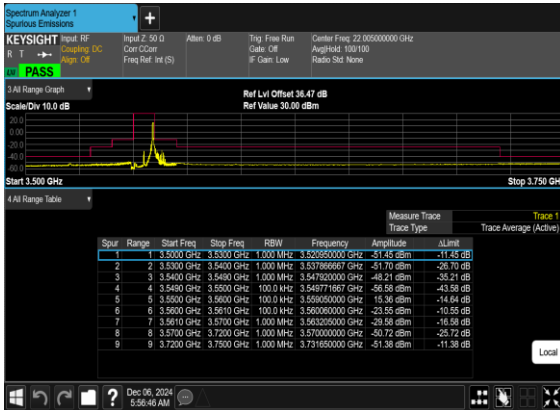 Spectrum Analyzer 1
Spurious Emissions
+
KEYSIGHT Input: RF Input Z: 50 Ω Atten: 0 dB Trig: Free Run Center Freq: 22.005000000 GHz
R T Coupling: DC Corr CCorr Gate: Off Avg|Hold: 100/100
Align: Off Freq Ref: Int (S) IF Gain: Low Radio Std: None
PASS
3 All Range Graph
Ref Lvl Offset 36.47 dB
Scale/Div 10.0 dB Ref Value 30.00 dBm
20.0
0.00
-20.0
-40.0
-60.0
Start 3.500 GHz Stop 3.750 GH
4 All Range Table
Measure Trace Trace 1
Trace Type Trace Average (Active)
Spur Range Start Freq Stop Freq RBW Frequency Amplitude ΔLimit
1 1 3.5000 GHz 3.5300 GHz 1.000 MHz 3.520950000 GHz -51.45 dBm -11.45 dB
2 2 3.5300 GHz 3.5400 GHz 1.000 MHz 3.537866667 GHz -51.70 dBm -26.70 dB
3 3 3.5400 GHz 3.5490 GHz 1.000 MHz 3.547920000 GHz -48.21 dBm -35.21 dB
4 4 3.5490 GHz 3.5500 GHz 100.0 kHz 3.549771667 GHz -56.58 dBm -43.58 dB
5 5 3.5500 GHz 3.5600 GHz 100.0 kHz 3.559050000 GHz 15.36 dBm -14.64 dB
6 6 3.5600 GHz 3.5610 GHz 100.0 kHz 3.560060000 GHz -23.55 dBm -10.55 dB
7 7 3.5610 GHz 3.5700 GHz 1.000 MHz 3.563205000 GHz -29.58 dBm -16.58 dB
8 8 3.5700 GHz 3.7200 GHz 1.000 MHz 3.570000000 GHz -50.72 dBm -25.72 dB
9 9 3.7200 GHz 3.7500 GHz 1.000 MHz 3.731650000 GHz -51.38 dBm -11.38 dB
Local
? Dec 06, 2024
5:56:46 AM